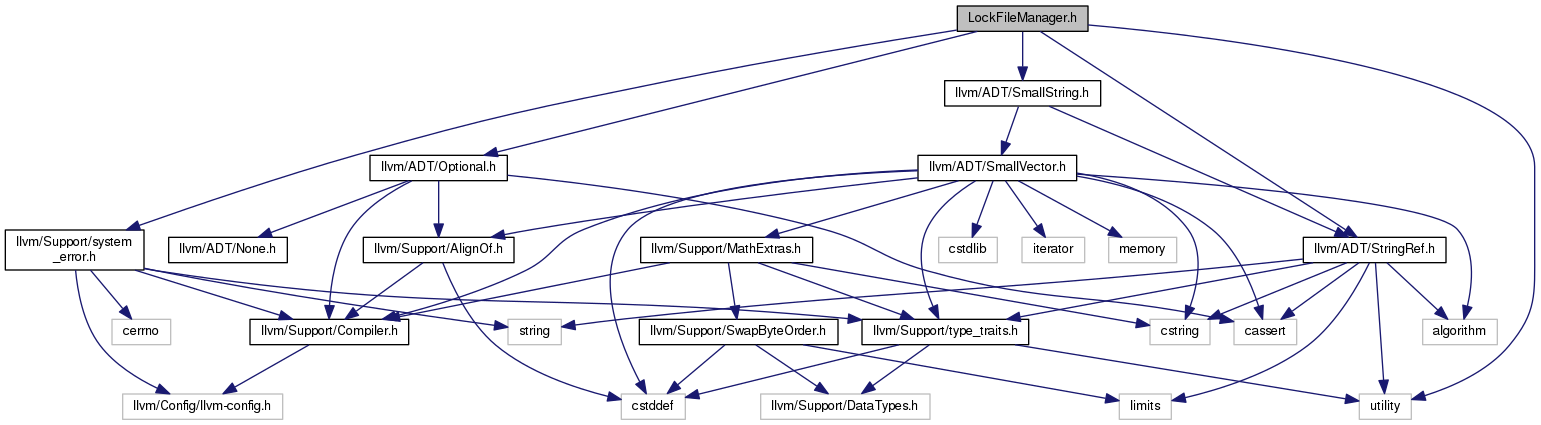 LockFileManager.h
llvm/ADT/SmallString.h
llvm/ADT/Optional.h
llvm/ADT/SmallVector.h
llvm/Support/system
_error.h
llvm/ADT/None.h
llvm/Support/AlignOf.h
llvm/Support/MathExtras.h
cstdlib
iterator
memory
llvm/ADT/StringRef.h
cerrno
llvm/Support/Compiler.h
string
llvm/Support/SwapByteOrder.h
llvm/Support/type_traits.h
cstring
cassert
algorithm
llvm/Config/llvm-config.h
cstddef
llvm/Support/DataTypes.h
limits
utility